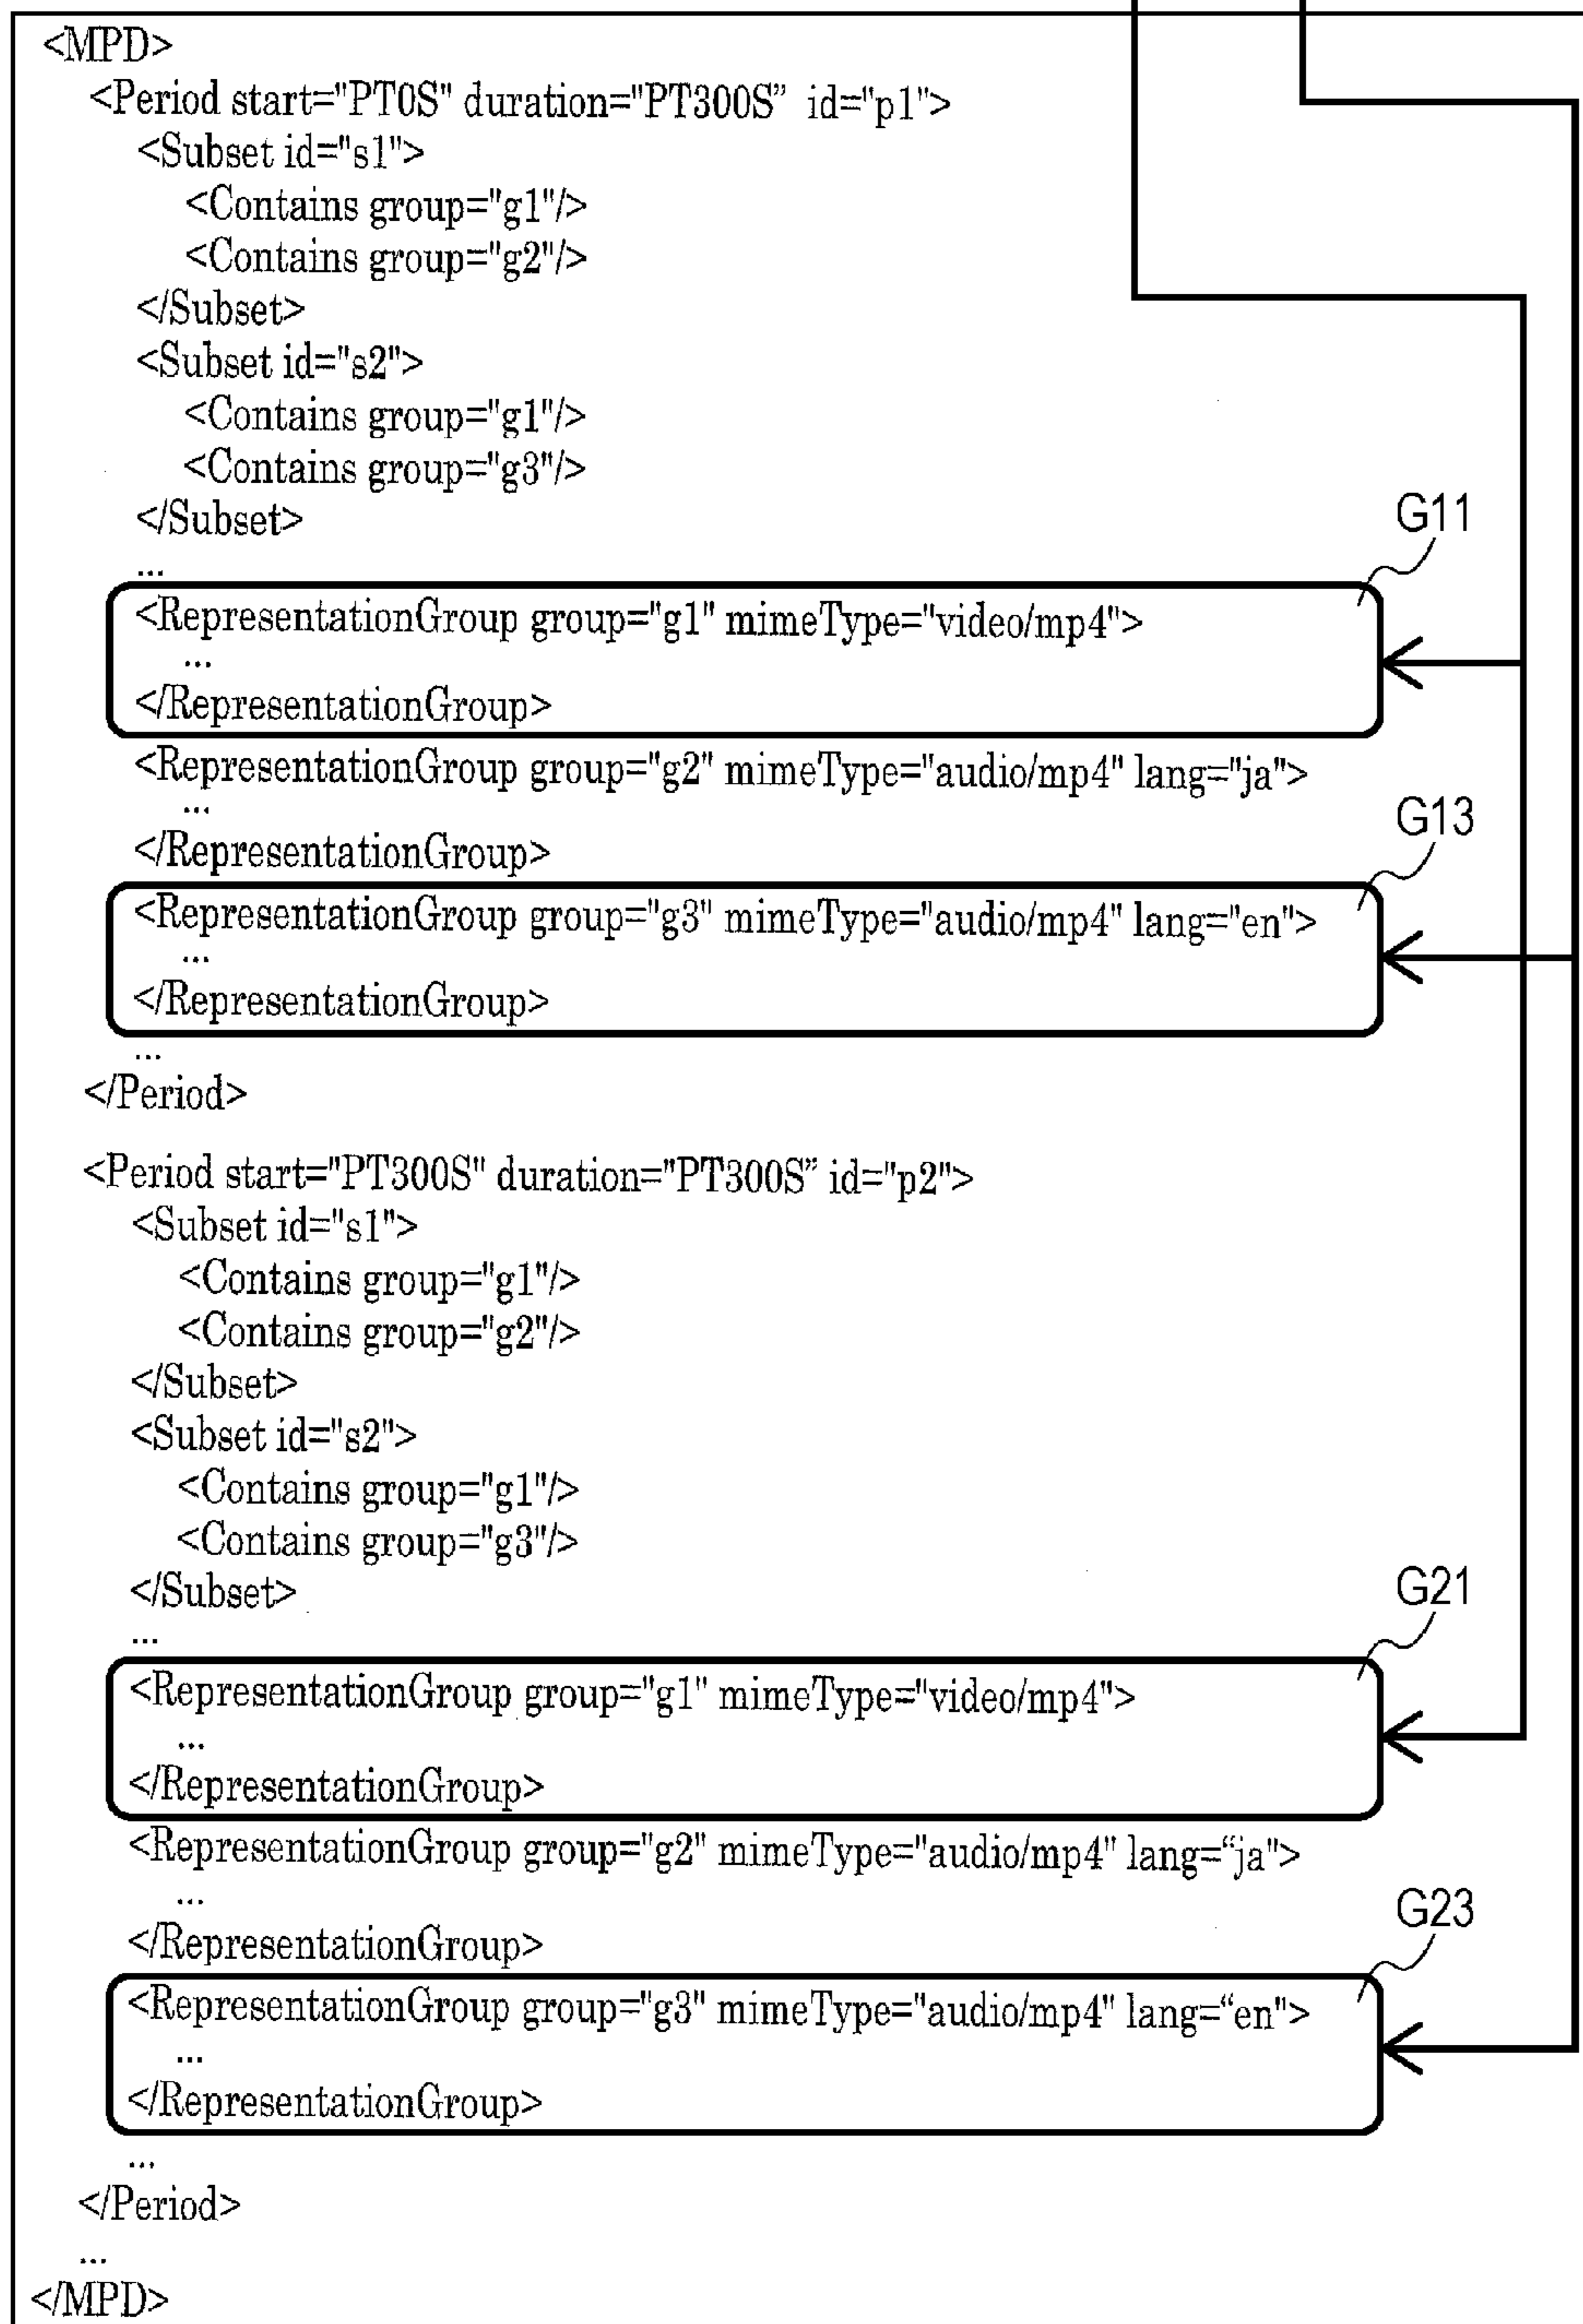 <MPD>
<Period start="PT0S" duration="PT300S” id="p1">
<Subset id="s1">
<Contains group="g1"/>
<Contains group="g2"/>
</Subset>
<Subset id="s2">
<Contains group="g1"/>
<Contains group="g3"/>
</Subset>
G11
...
<RepresentationGroup group="g1" mimeType="video/mp4">
...
</RepresentationGroup>
<RepresentationGroup group="g2" mimeType="audio/mp4" lang="ja">
...
G13
</RepresentationGroup>
<RepresentationGroup group="g3" mimeType="audio/mp4" lang="en">
...
</RepresentationGroup>
...
</Period>
<Period start="PT300S" duration="PT300S” id="p2">
<Subset id="s1">
<Contains group="g1"/>
<Contains group="g2"/>
</Subset>
<Subset id="s2">
<Contains group="g1"/>
<Contains group="g3"/>
</Subset>
G21
...
<RepresentationGroup group="g1" mimeType="video/mp4">
...
</RepresentationGroup>
<RepresentationGroup group="g2" mimeType="audio/mp4" lang=“ja">
...
G23
</RepresentationGroup>
<RepresentationGroup group="g3" mimeType="audio/mp4" lang=“en">
...
</RepresentationGroup>
...
</Period>
...
</MPD>